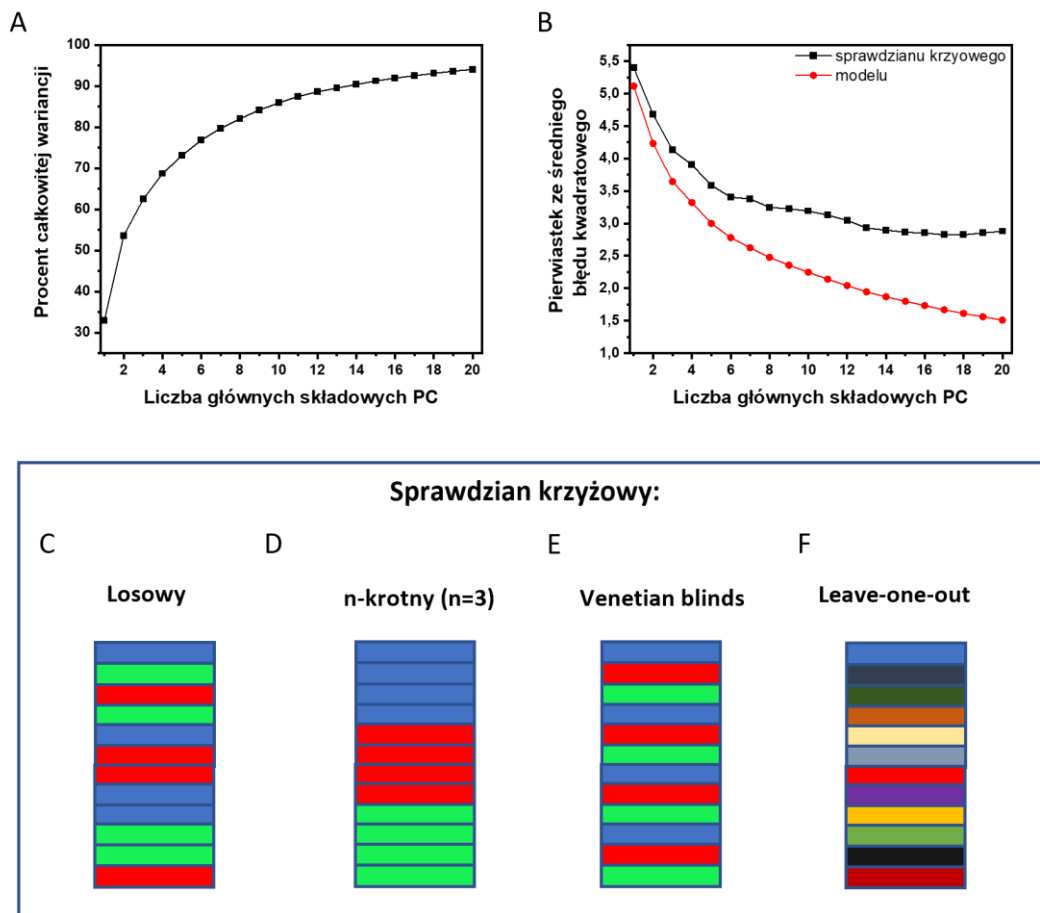 A
B
100
90
80
70
60
50
40
30
Procent całkowitej wariancji
2 4 6 8 10 12 14 16 18 20
Liczba głównych składowych PC
sprawdzianu krzyowego
modelu
5,5
5,0
4,5
4,0
3,5
3,0
2,5
2,0
1,5
1,0
Pierwiastek ze średniego
błędu kwadratowego
2 4 6 8 10 12 14 16 18 20
Liczba głównych składowych PC
Sprawdzian krzyżowy:
C
D
E
F
Losowy
n-krotny (n=3)
Venetian blinds
Leave-one-out